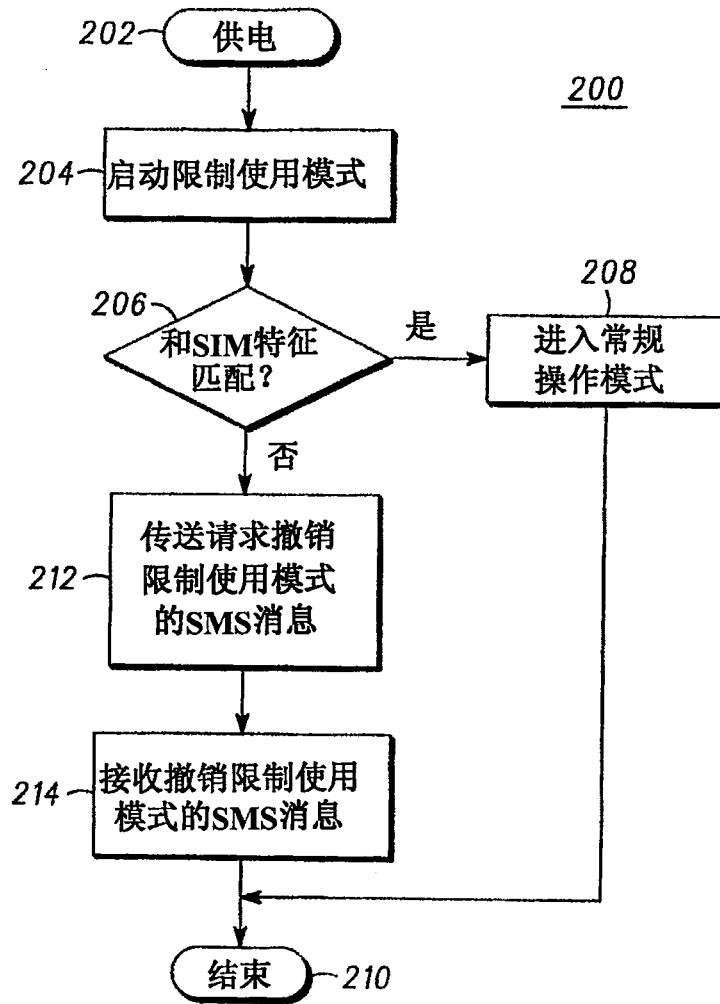 202
供电
200
204
启动限制使用模式
206
和SIM特征
匹配?
是
208
进入常规
操作模式
否
212
传送请求撤销
限制使用模式
的SMS消息
214
接收撤销限制使用
模式的SMS消息
结束
210